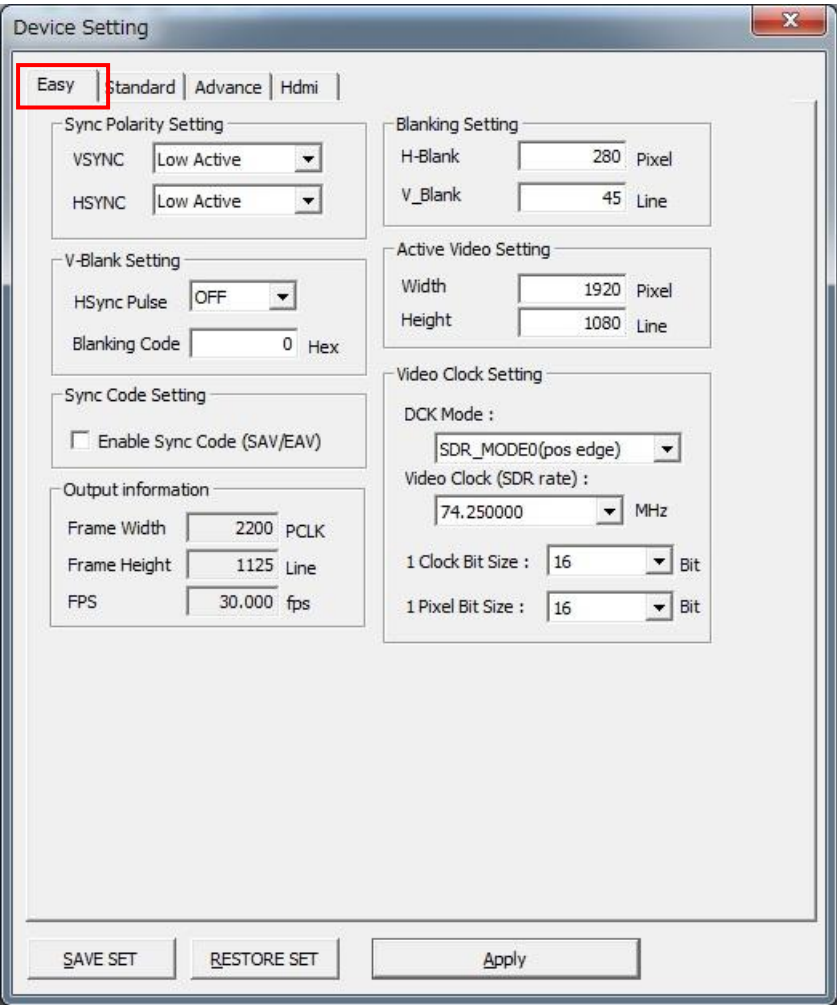 Device Setting
Easy Standard Advance Hdmi
Sync Polarity Setting
VSYNC Low Active
HSYNC Low Active
V-Blank Setting
HSync Pulse OFF
Blanking Code 0 Hex
Sync Code Setting
Enable Sync Code (SAV/EAV)
Output information
Frame Width 2200 PCLK
Frame Height 1125 Line
FPS 30.000 fps
Blanking Setting
H-Blank 280 Pixel
V_Blank 45 Line
Active Video Setting
Width 1920 Pixel
Height 1080 Line
Video Clock Setting
DCK Mode :
SDR_MODE0(pos edge)
Video Clock (SDR rate) :
74.250000 MHz
1 Clock Bit Size : 16 Bit
1 Pixel Bit Size : 16 Bit
SAVE SET RESTORE SET Apply